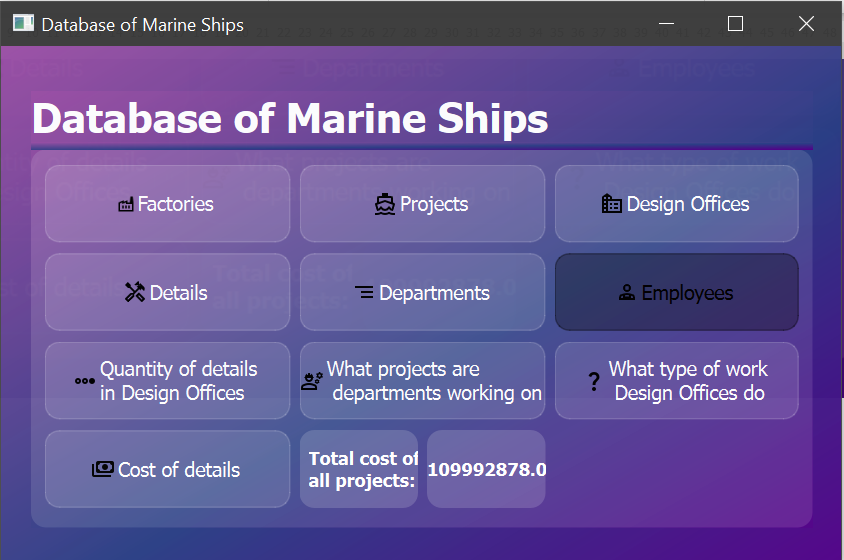 Database of Marine Ships
Database of Marine Ships
Factories
Projects
Design Offices
Details
Departments
Employees
Quantity of details
in Design Offices
What projects are
departments working on
What type of work
Design Offices do
Cost of details
Total cost of
all projects:
109992878.0